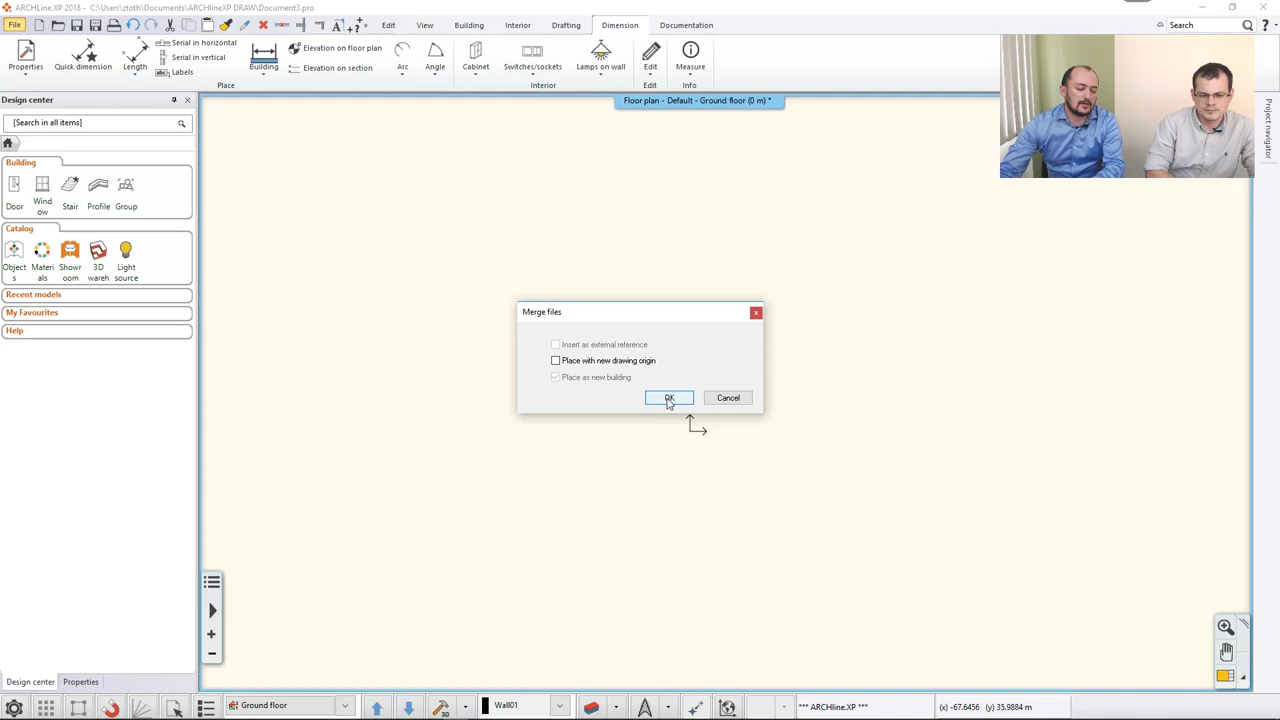 ARCHLine.XP 2018 - C:\Users\ztoth\Documents\ARCHlineXP DRAW\Document3.pro
File
Edit
View
Building
Interior
Drafting
Dimension
Documentation
Search
Properties
Quick dimension
Length
Serial in horizontal
Serial in vertical
Labels
Building
Elevation on floor plan
Elevation on section
Arc
Angle
Cabinet
Switches/sockets
Lamps on wall
Edit
Measure
Place
Interior
Edit
Info
Design center
Floor plan - Default - Ground floor (0 m) *
Project navigator
[Search in all items]
Building
Door
Wind
ow
Stair
Profile
Group
Catalog
Object
s
Materi
als
Showr
oom
3D
wareh
Light
source
Recent models
My Favourites
Help
Merge files
x
Insert as external reference
Place with new drawing origin
Place as new building
OK
Cancel
Design center
Properties
Ground floor
30
Wall01
*** ARCHline.XP ***
(x) -67.6456 (y) 35.9884 m